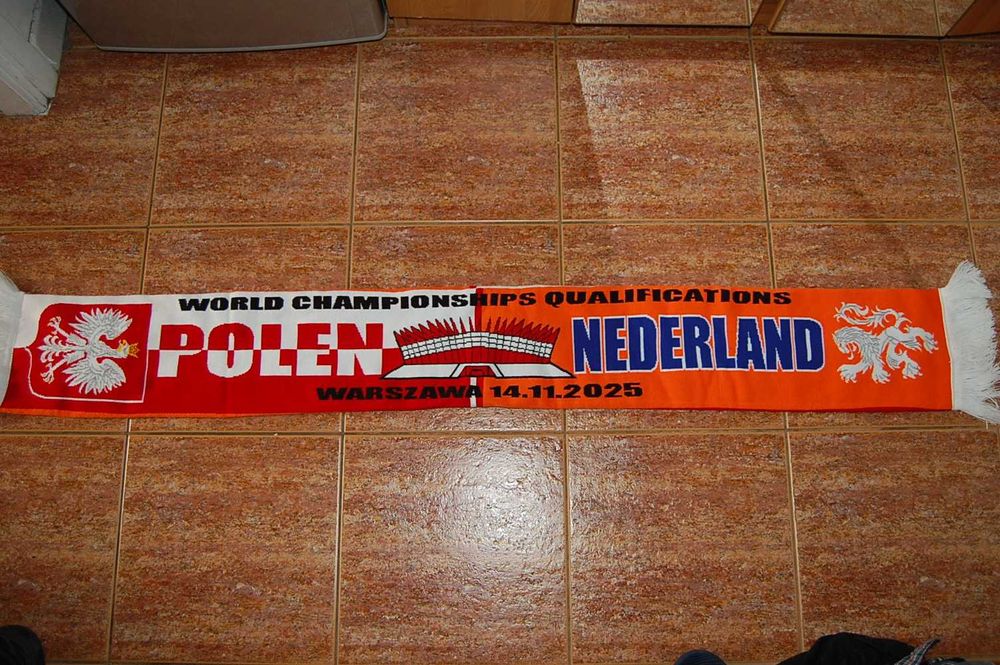 WORLD CHAMPIONSHIPS QUALIFICATIONS
POLEN NEDERLAND
WARSZAWA 14.11.2025